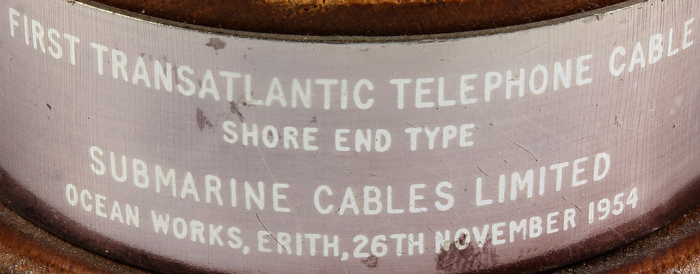 FIRST TRANSATLANTIC TELEPHONE CABLE
SHORE END TYPE
SUBMARINE CABLES LIMITED
OCEAN WORKS, ERITH, 26TH NOVEMBER 1954